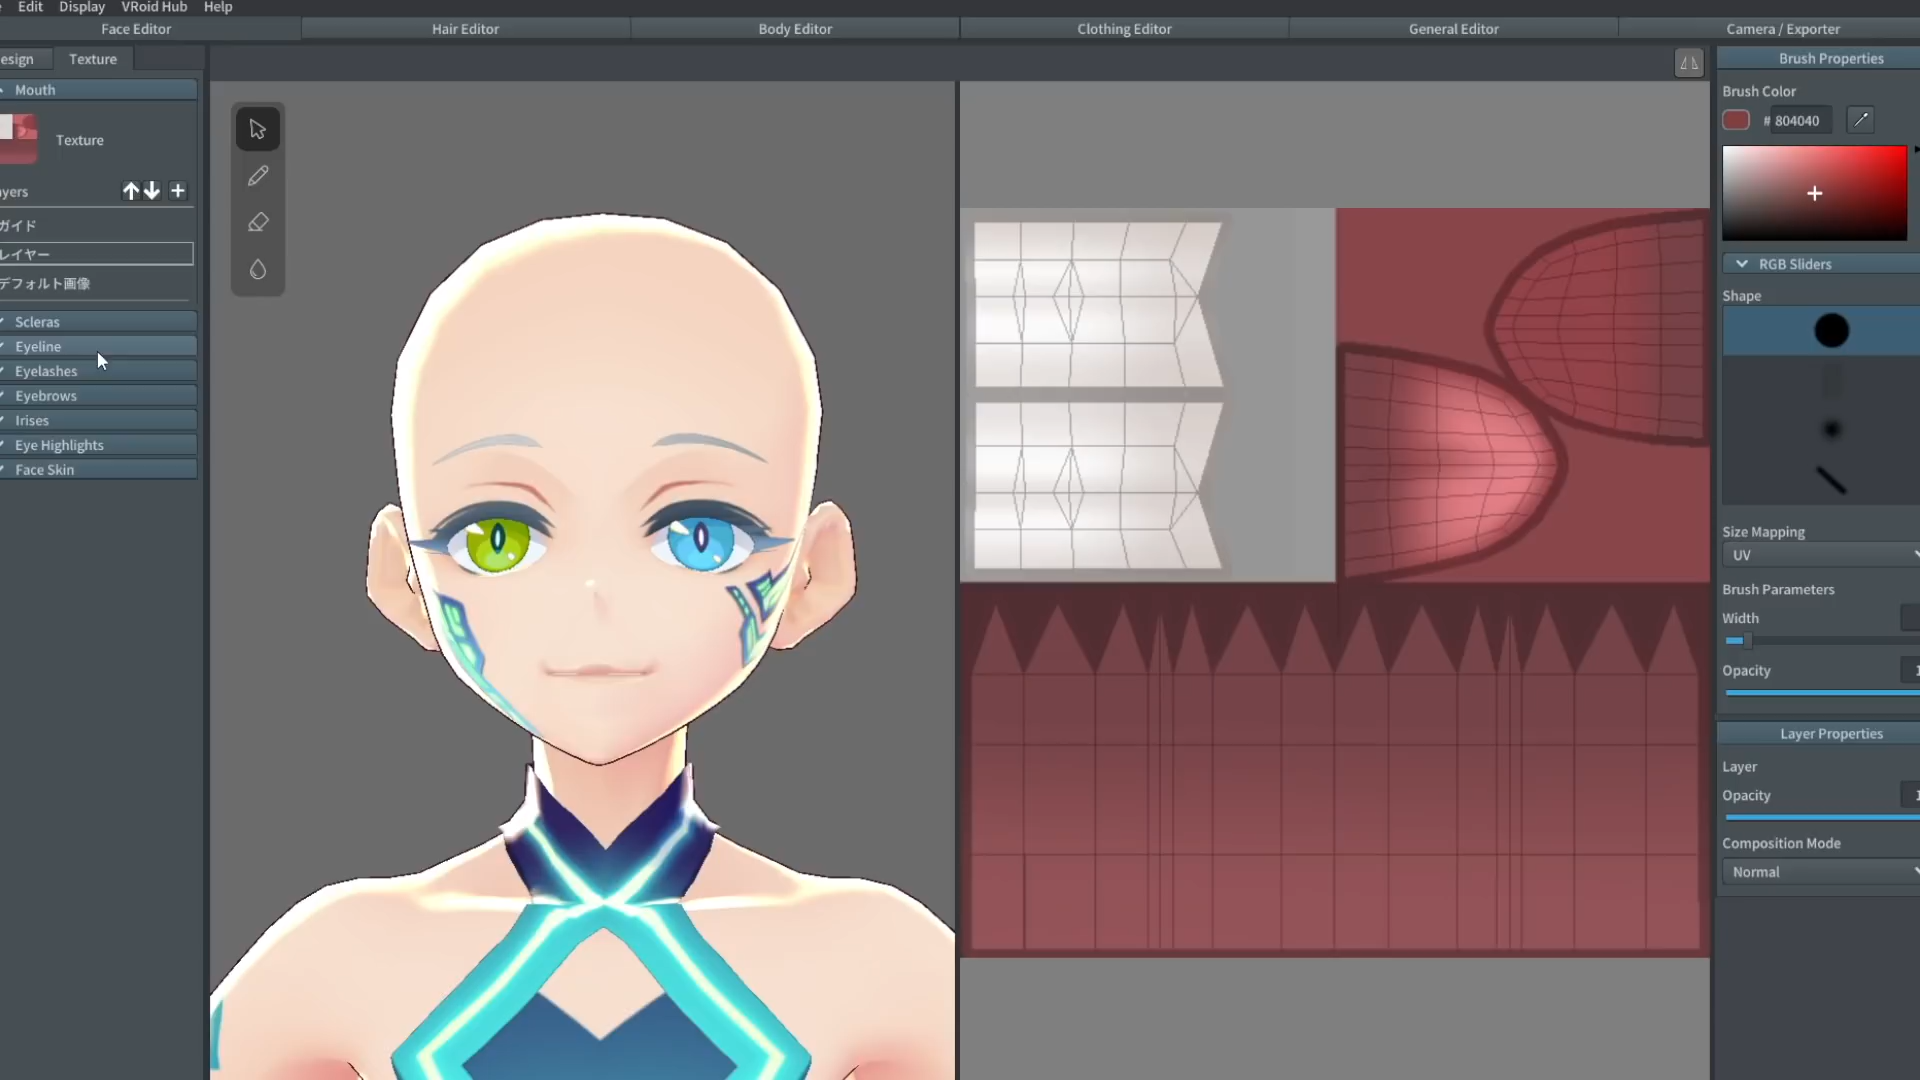 Edit Display VRoid Hub Help
Face Editor Hair Editor Body Editor Clothing Editor General Editor Camera / Exporter
esign Texture
Brush Properties
Mouth
Brush Color
# 804040
Texture
yers
ガイド
レイヤー
RGB Sliders
デフォルト画像
Shape
Scleras
Eyeline
Eyelashes
Eyebrows
Irises
Eye Highlights
Face Skin
Size Mapping
UV
Brush Parameters
Width
Opacity
1
Layer Properties
Layer
Opacity
1
Composition Mode
Normal